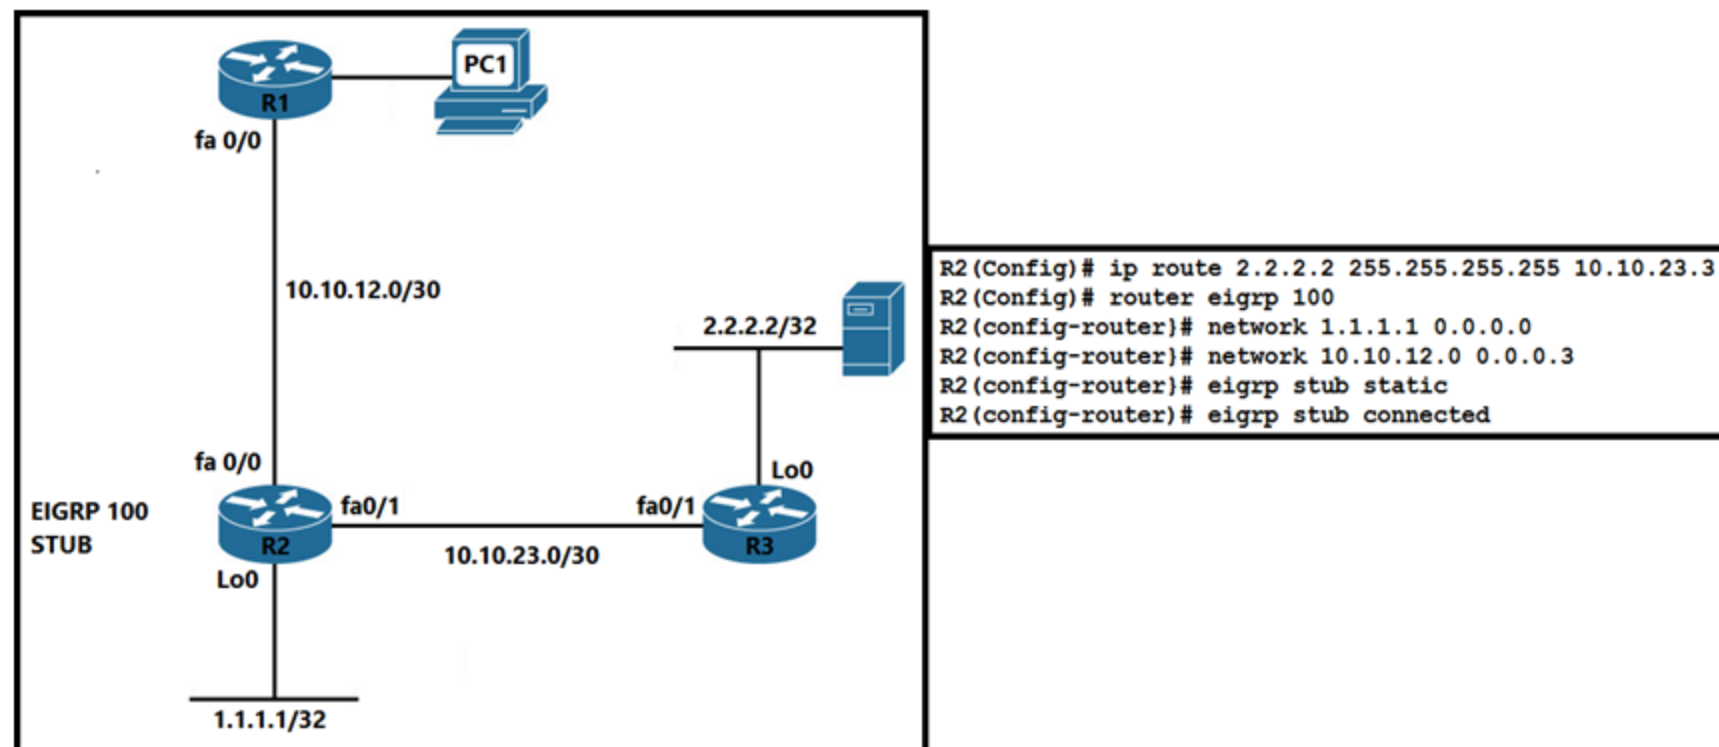 PC1
R1
fa 0/0
10.10.12.0/30
2.2.2.2/32
fa 0/0
Lo0
EIGRP 100
STUB
fa0/1
fa0/1
R2
R3
10.10.23.0/30
Lo0
1.1.1.1/32
R2(Config)# ip route 2.2.2.2 255.255.255.255 10.10.23.3
R2(Config)# router eigrp 100
R2(config-router}# network 1.1.1.1 0.0.0.0
R2(config-router}# network 10.10.12.0 0.0.0.3
R2(config-router}# eigrp stub static
R2(config-router)# eigrp stub connected